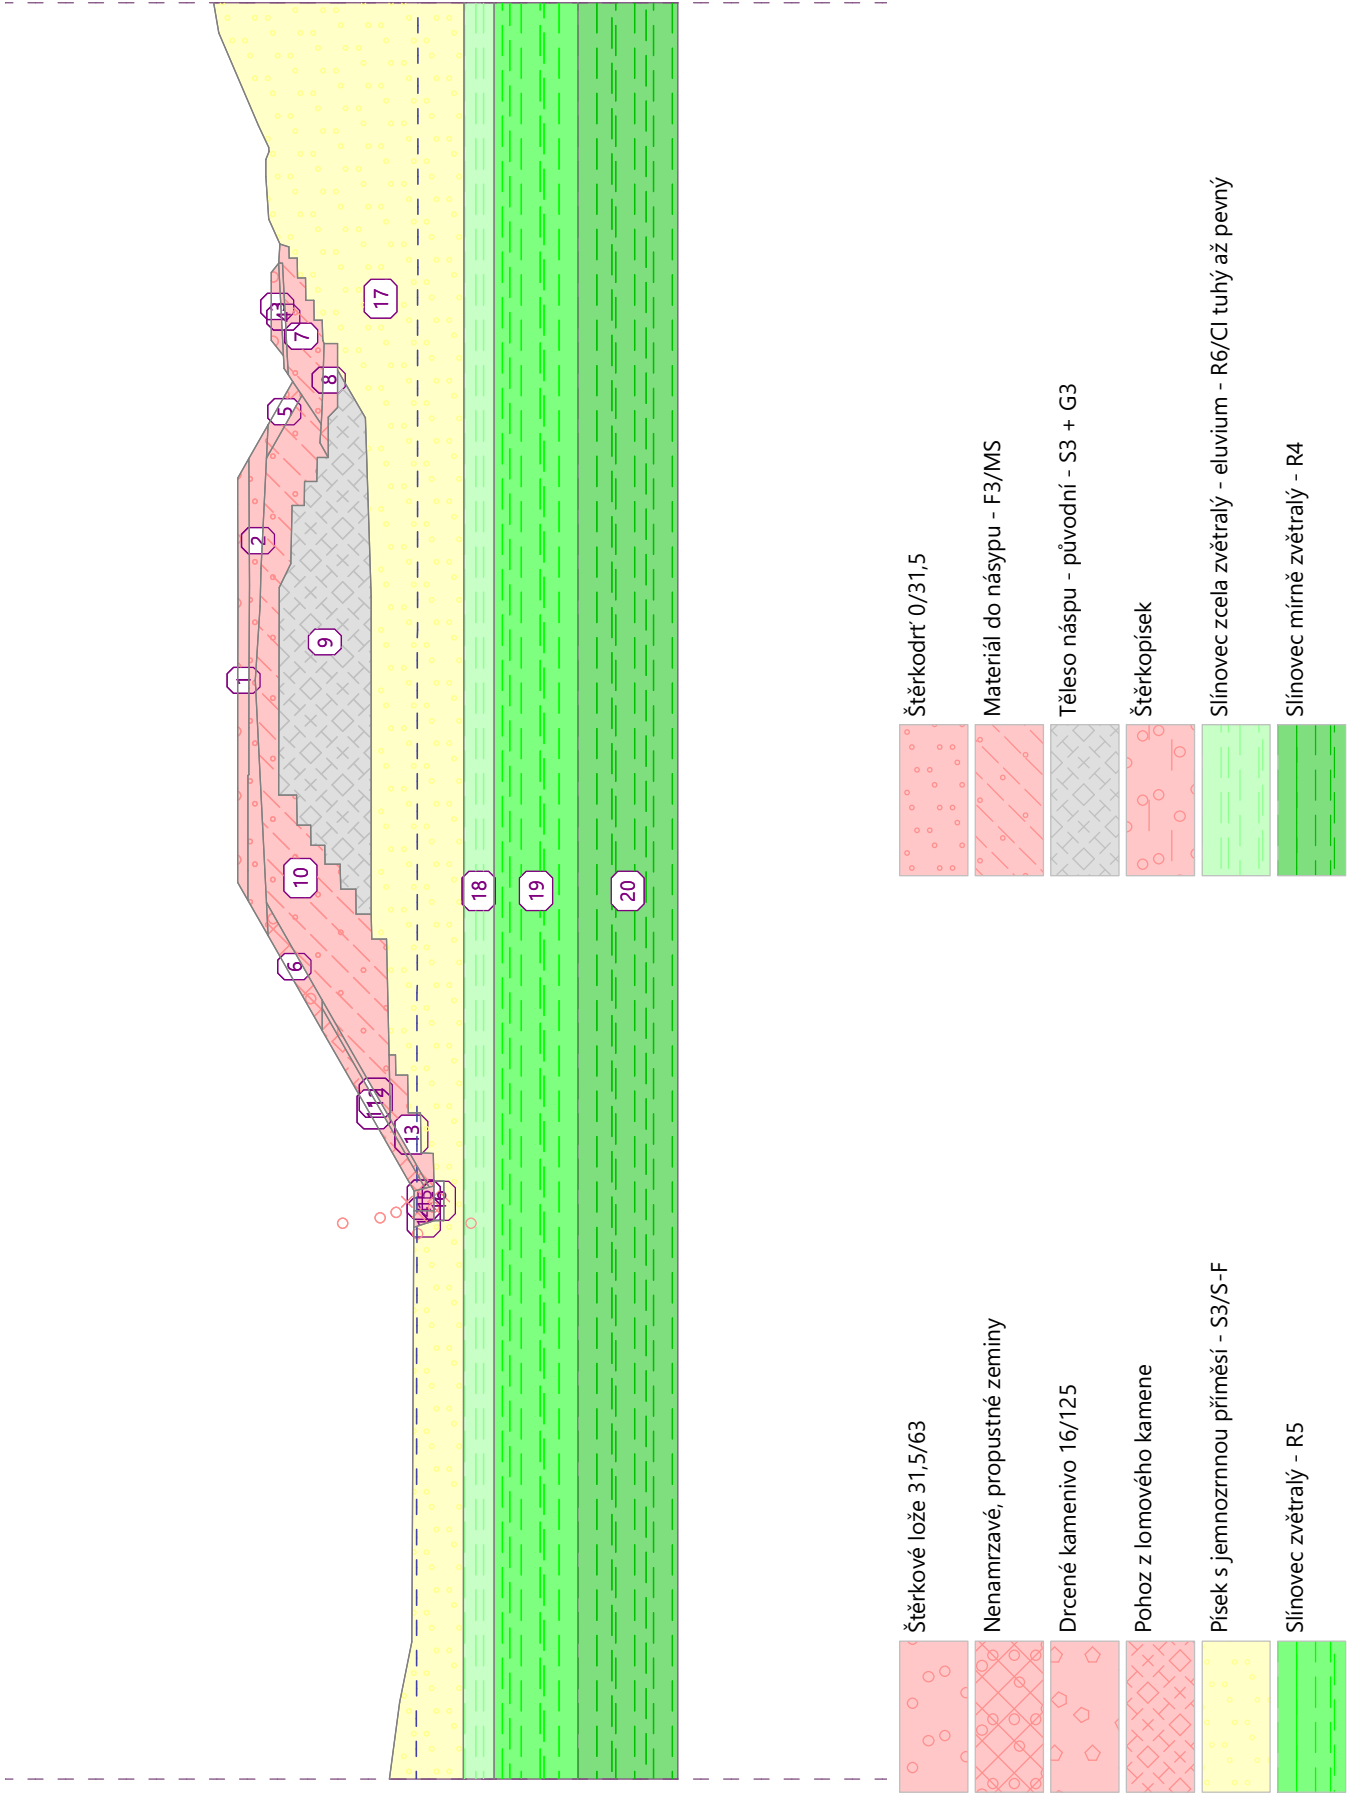 1
2
5
7
8
17
9
10
6
13
18
19
20
Štěrkové lože 31,5/63
Štěrkodrť 0/31,5
Nenamrzavé, propustné zeminy
Materiál do násypu - F3/MS
Drcené kamenivo 16/125
Těleso náspu - původní - S3 + G3
Pohoz z lomového kamene
Štěrkopísek
Písek s jemnozrnnou příměsí - S3/S-F
Slínovec zcela zvětralý - eluvium - R6/CI tuhý až pevný
Slínovec zvětralý - R5
Slínovec mírně zvětralý - R4